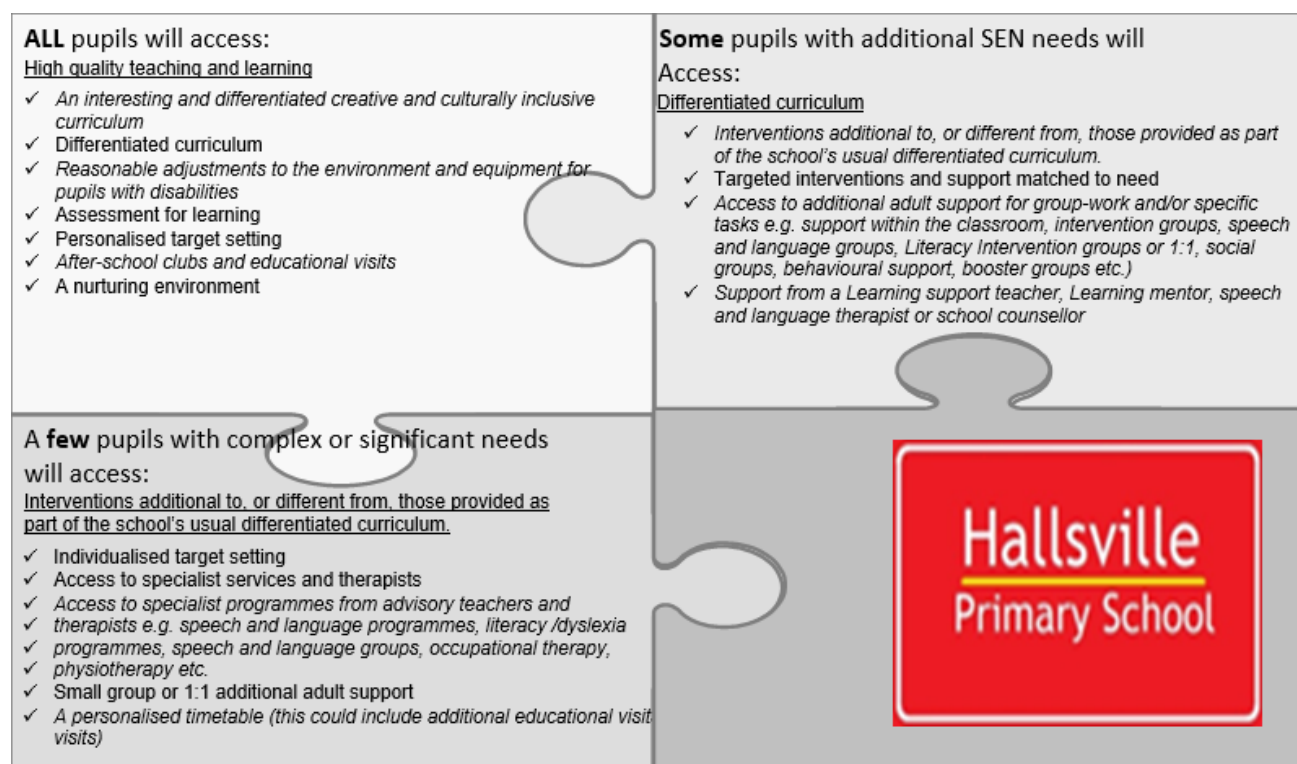 ALL pupils will access:
High quality teaching and learning
✓ An interesting and differentiated creative and culturally inclusive
curriculum
✓ Differentiated curriculum
✓ Reasonable adjustments to the environment and equipment for
pupils with disabilities
✓ Assessment for learning
✓ Personalised target setting
✓ After-school clubs and educational visits
✓ A nurturing environment
Some pupils with additional SEN needs will
Access:
Differentiated curriculum
✓ Interventions additional to, or different from, those provided as part
of the school's usual differentiated curriculum.
✓ Targeted interventions and support matched to need
✓ Access to additional adult support for group-work and/or specific
tasks e.g. support within the classroom, intervention groups, speech
and language groups, Literacy Intervention groups or 1:1, social
groups, behavioural support, booster groups etc.)
✓ Support from a Learning support teacher, Learning mentor, speech
and language therapist or school counsellor
A few pupils with complex or significant needs
will access:
Interventions additional to, or different from, those provided as
part of the school's usual differentiated curriculum.
✓ Individualised target setting
✓ Access to specialist services and therapists
✓ Access to specialist programmes from advisory teachers and
✓ therapists e.g. speech and language programmes, literacy /dyslexia
✓ programmes, speech and language groups, occupational therapy,
✓ physiotherapy etc.
✓ Small group or 1:1 additional adult support
✓ A personalised timetable (this could include additional educational visit
visits)
Hallsville
Primary School